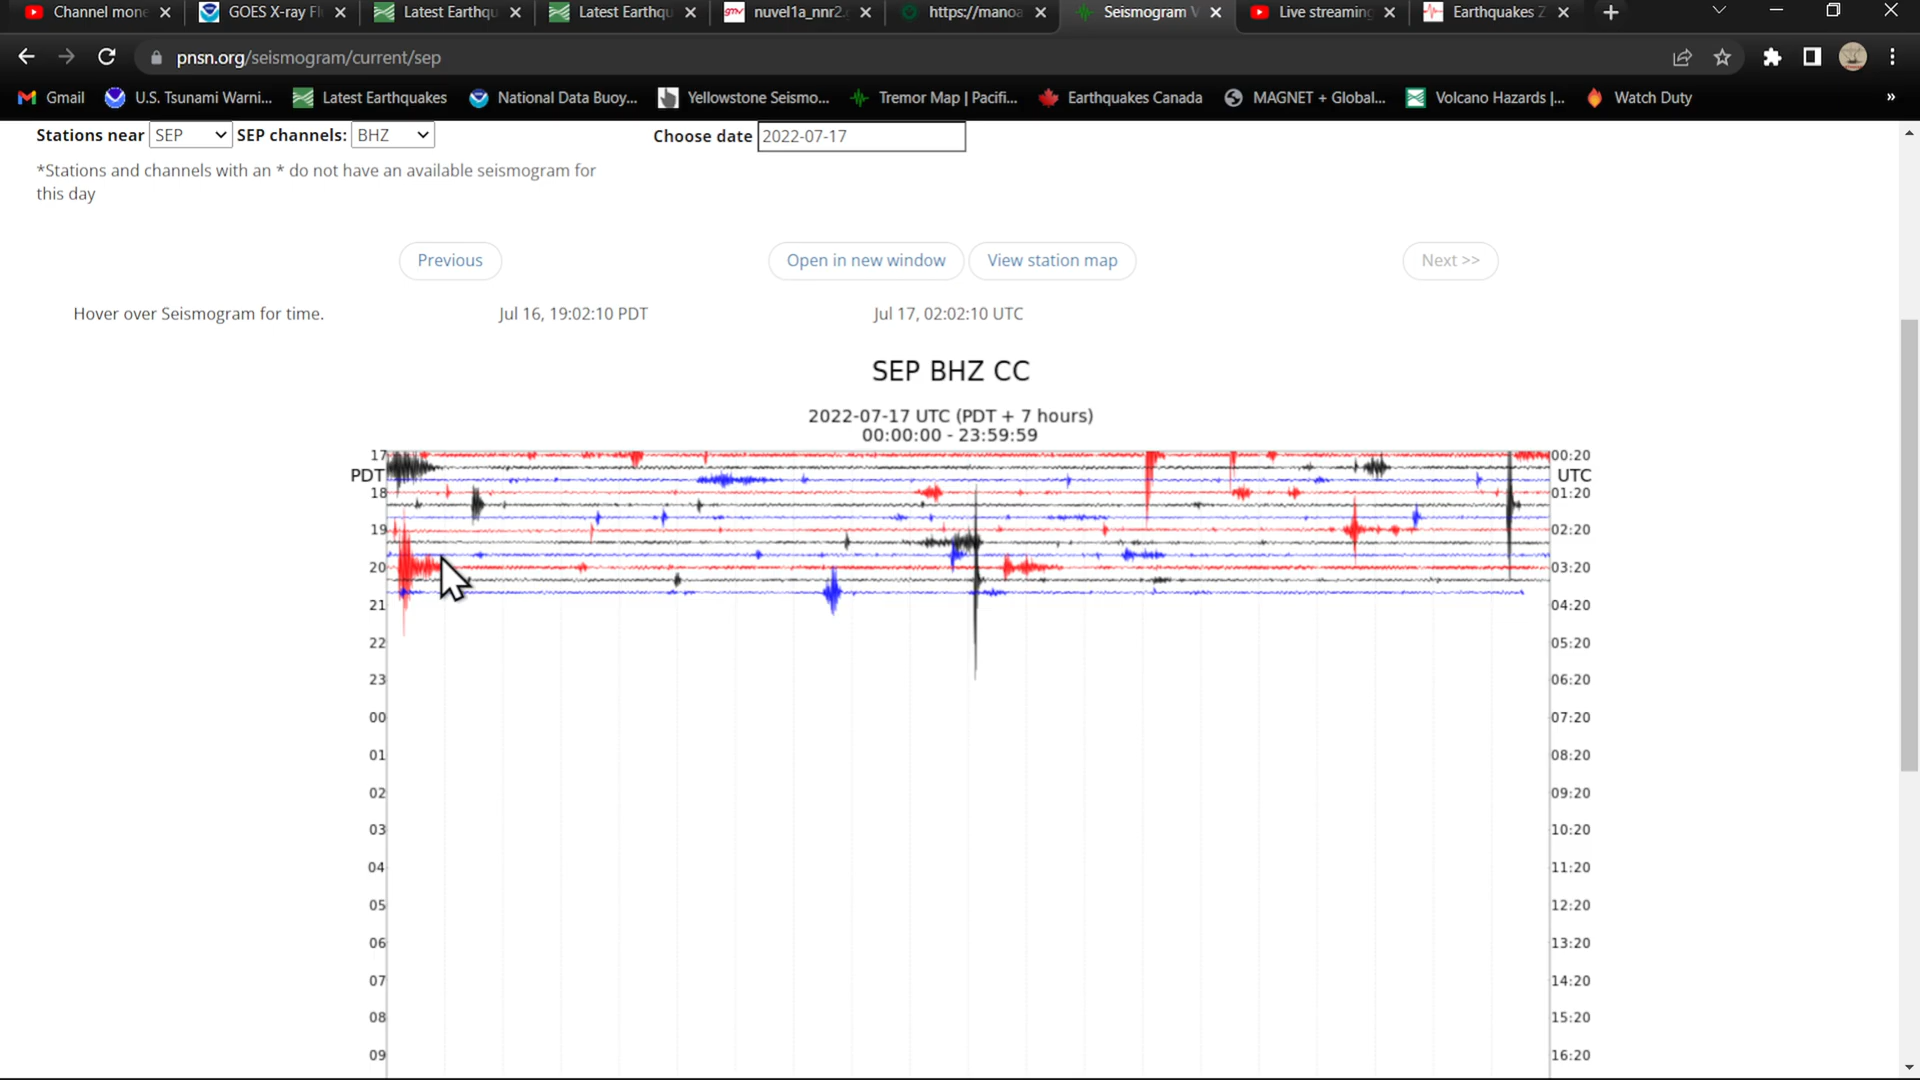 Channel mone
GOES X-ray Fl
Latest Earthqu
Latest Earthqu
gmv nuvel1a_nnr2.
https://manoa
Seismogram V
Live streaming
Earthquakes Z
pnsn.org/seismogram/current/sep
Gmail
U.S. Tsunami Warni...
Latest Earthquakes
National Data Buoy...
Yellowstone Seismo...
Tremor Map | Pacifi...
Earthquakes Canada
MAGNET + Global...
Volcano Hazards |...
Watch Duty
»
Stations near SEP SEP channels: BHZ
Choose date 2022-07-17
*Stations and channels with an * do not have an available seismogram for
this day
Previous
Open in new window
View station map
Next >>
Hover over Seismogram for time.
Jul 16, 19:02:10 PDT
Jul 17, 02:02:10 UTC
SEP BHZ CC
2022-07-17 UTC (PDT + 7 hours)
00:00:00 - 23:59:59
17 00:20
PDT UTC
18 01:20
19 02:20
20 03:20
21 04:20
22 05:20
23 06:20
00 07:20
01 08:20
02 09:20
03 10:20
04 11:20
05 12:20
06 13:20
07 14:20
08 15:20
09 16:20